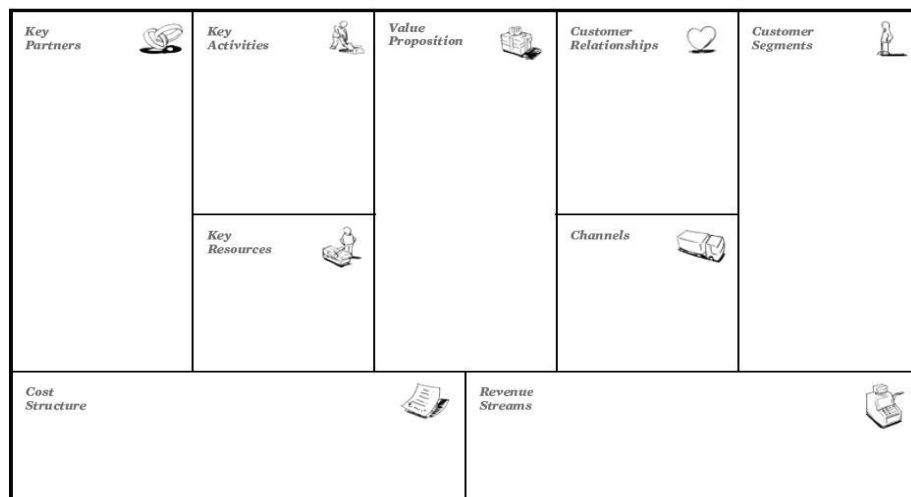 Key
Partners
Key
Activities
Value
Proposition
Customer
Relationships
Customer
Segments
Key
Resources
Channels
Cost
Structure
Revenue
Streams